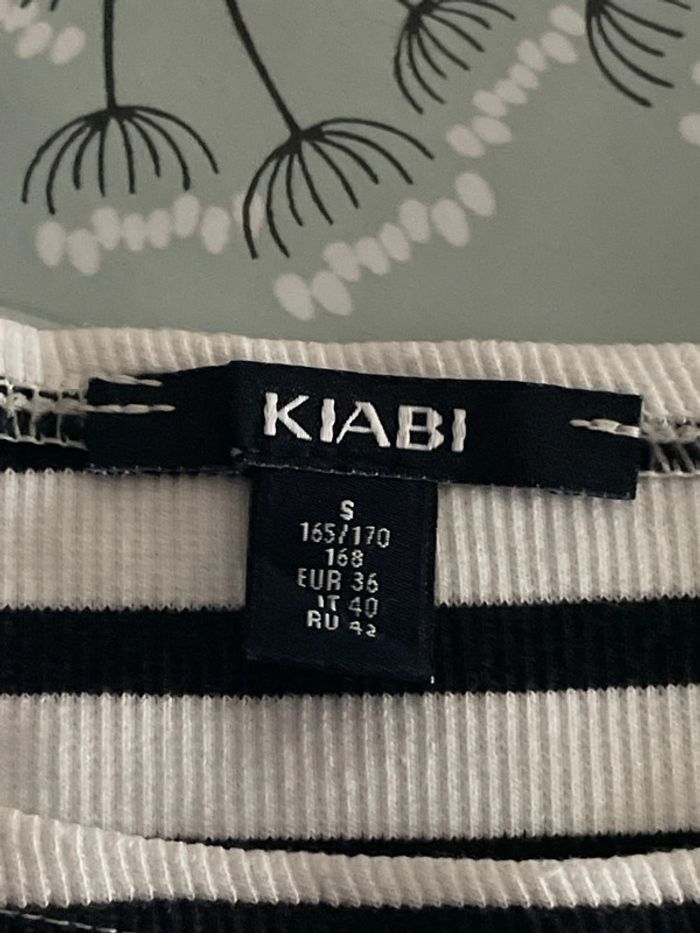 KIABI
S
165/170
168
EUR 36
IT 40
RU 42